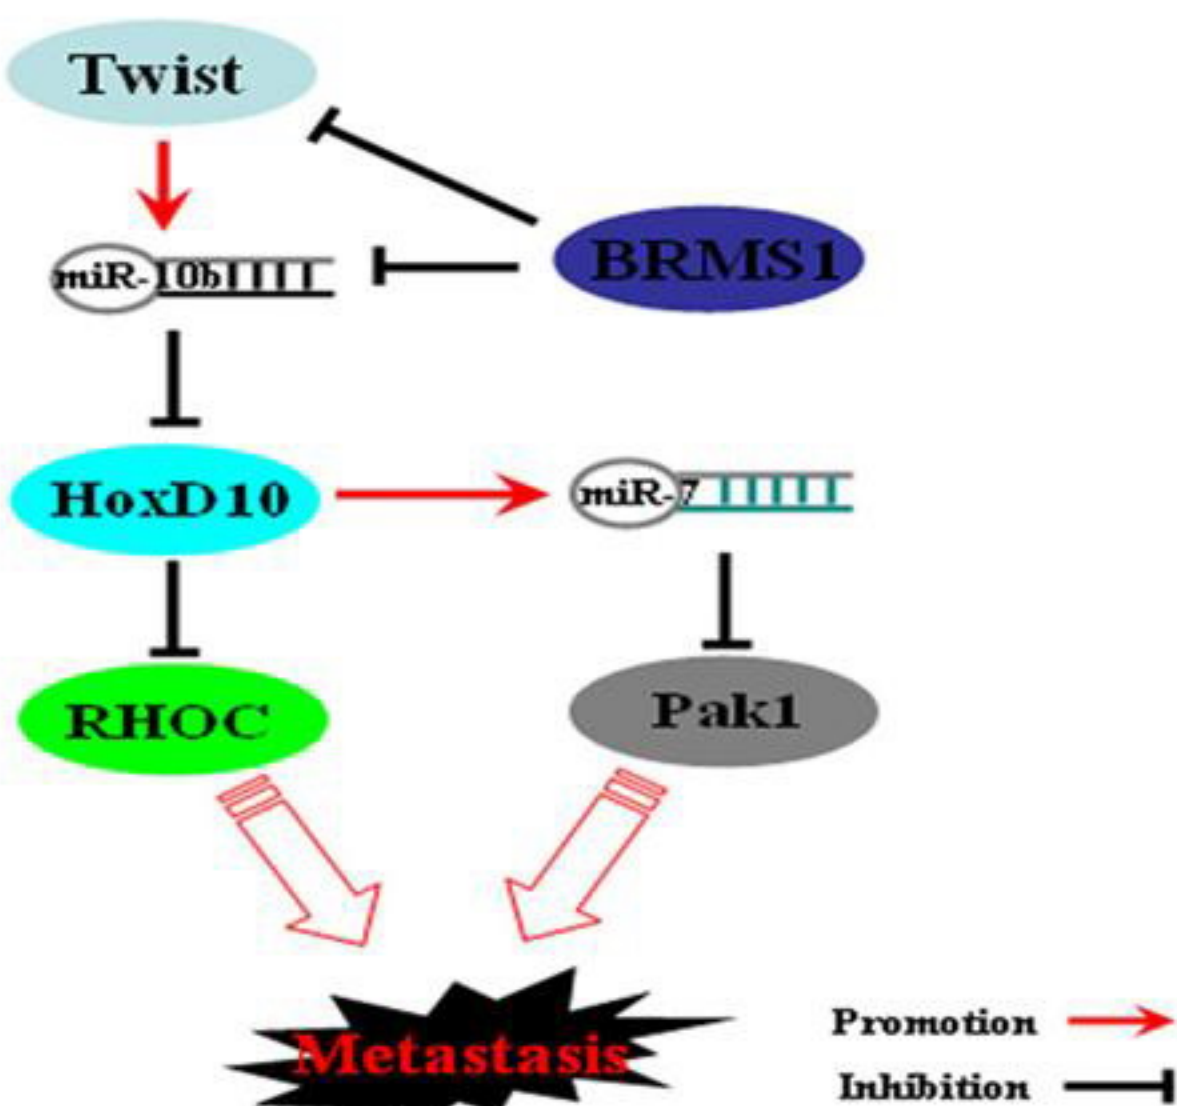 Twist
BRMS1
miR-10b
HoxD10
miR-7
RHOC
Pak1
Metastasis
Promotion
Inhibition